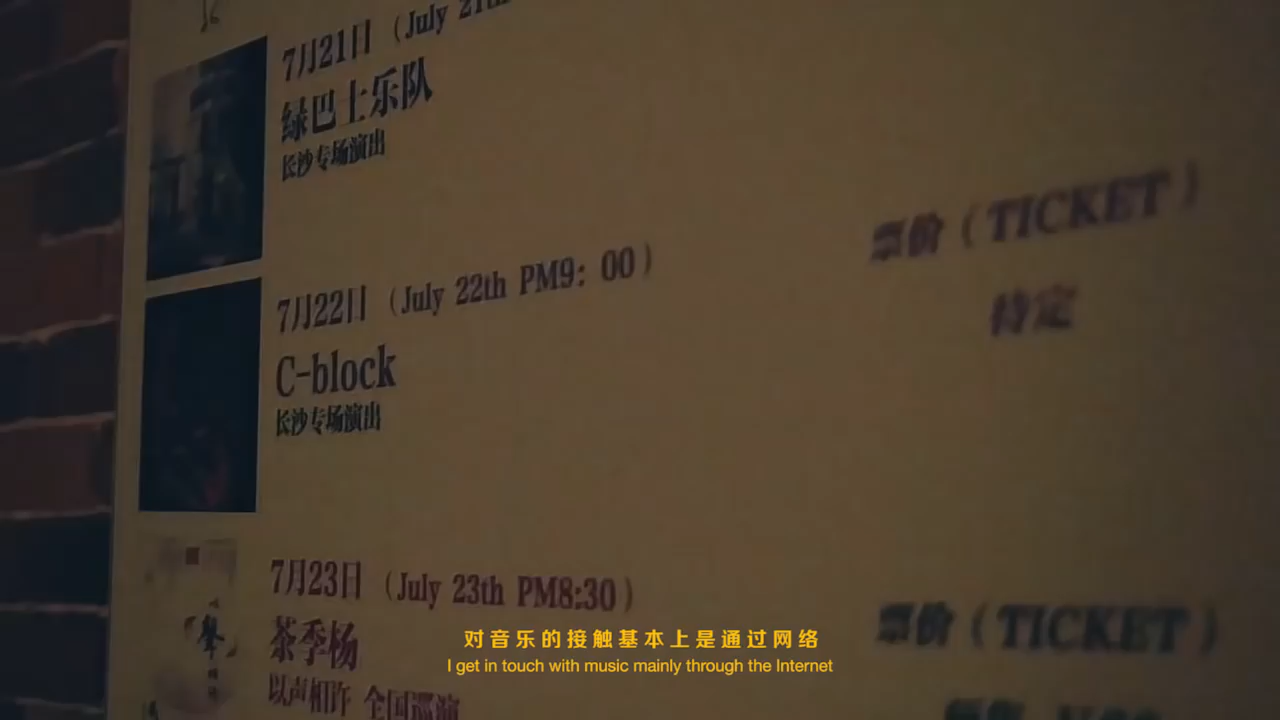 7月21日 (July 21th
绿巴士乐队
长沙专场演出
票价 ( TICKET )
待定
7月22日 (July 22th PM9: 00 )
C-block
长沙专场演出
7月23日 (July 23th PM8:30 )
茶季杨
以声相许 全国巡演
票价 ( TICKET )
对音乐的接触基本上是通过网络
I get in touch with music mainly through the Internet